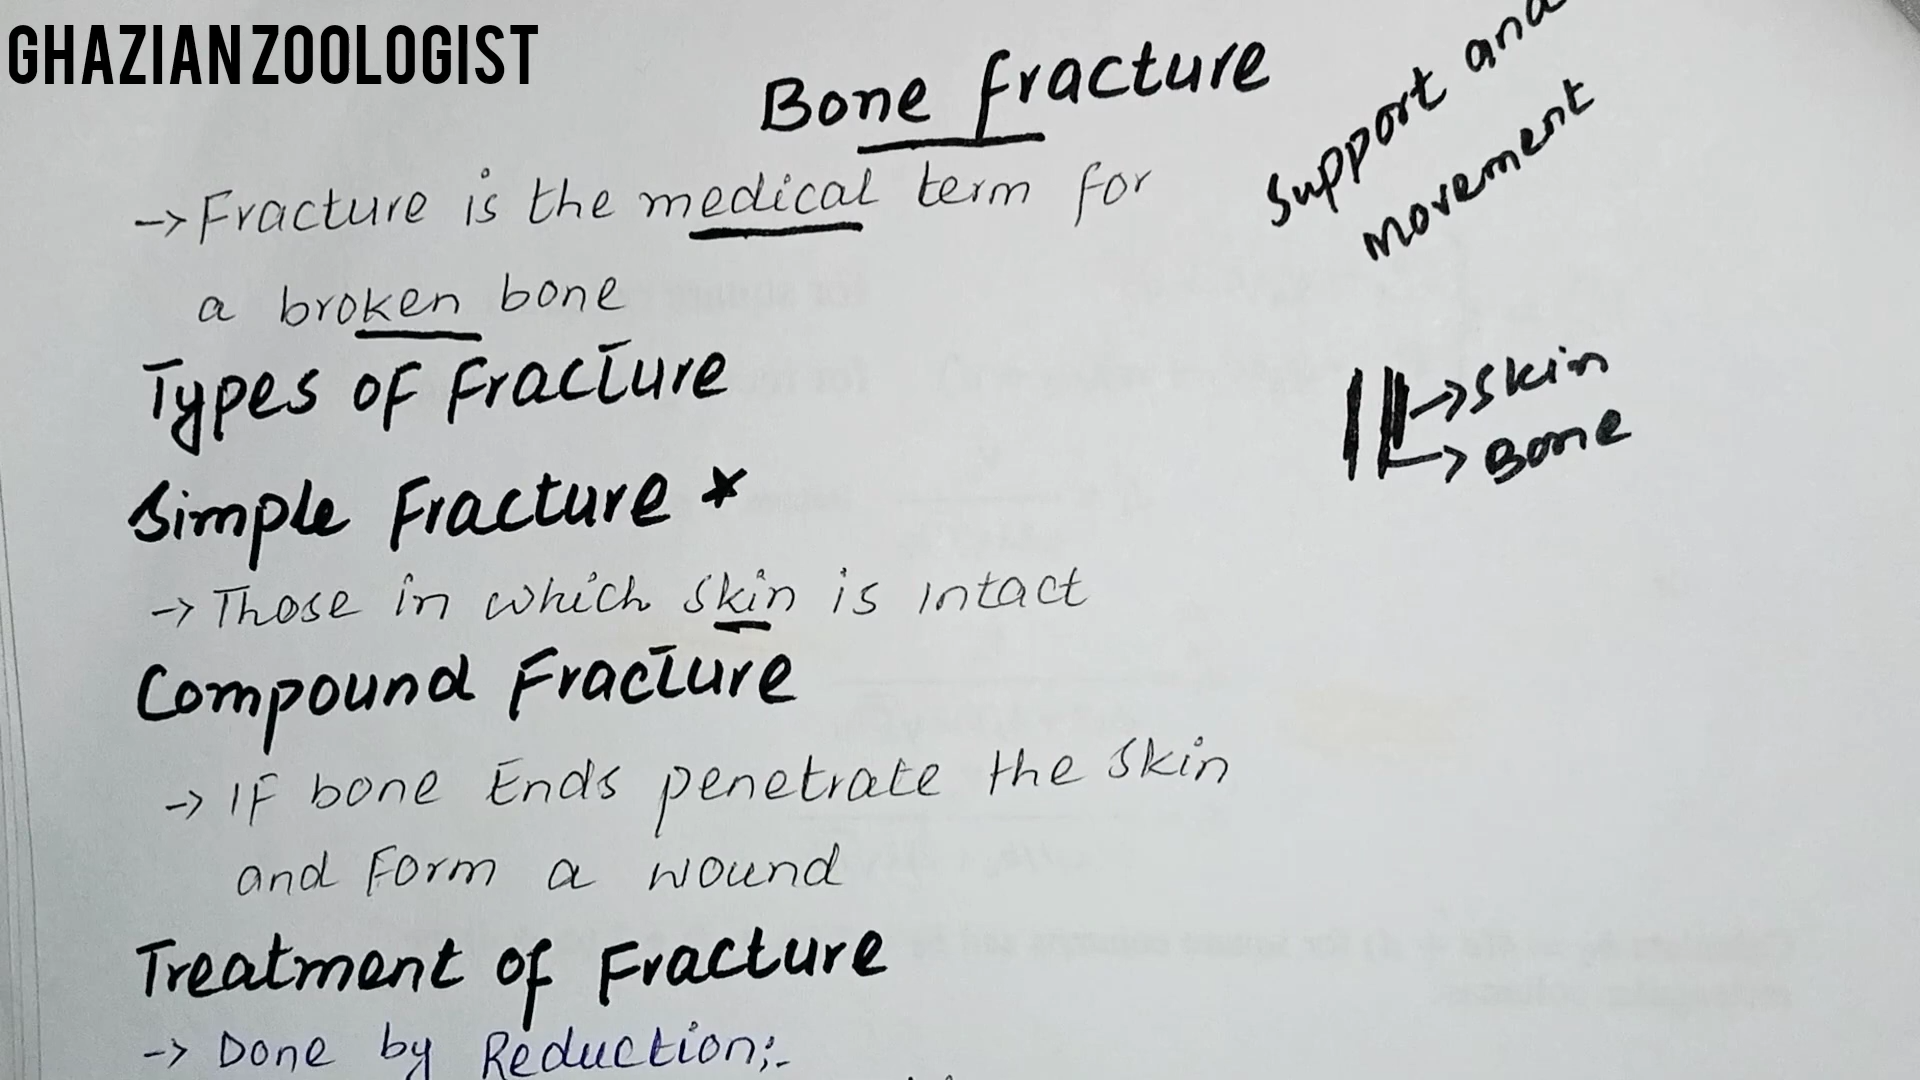 GHAZIAN ZOOLOGIST
Bone fracture
Support and
movement
→ Fracture is the medical term for
a broken bone
Types of Fracture
→ Skin
→ Bone
Simple Fracture *
→ Those in which skin is intact
Compound Fracture
→ IF bone Ends penetrate the skin
and Form a wound
Treatment of Fracture
→ Done by Reduction;-